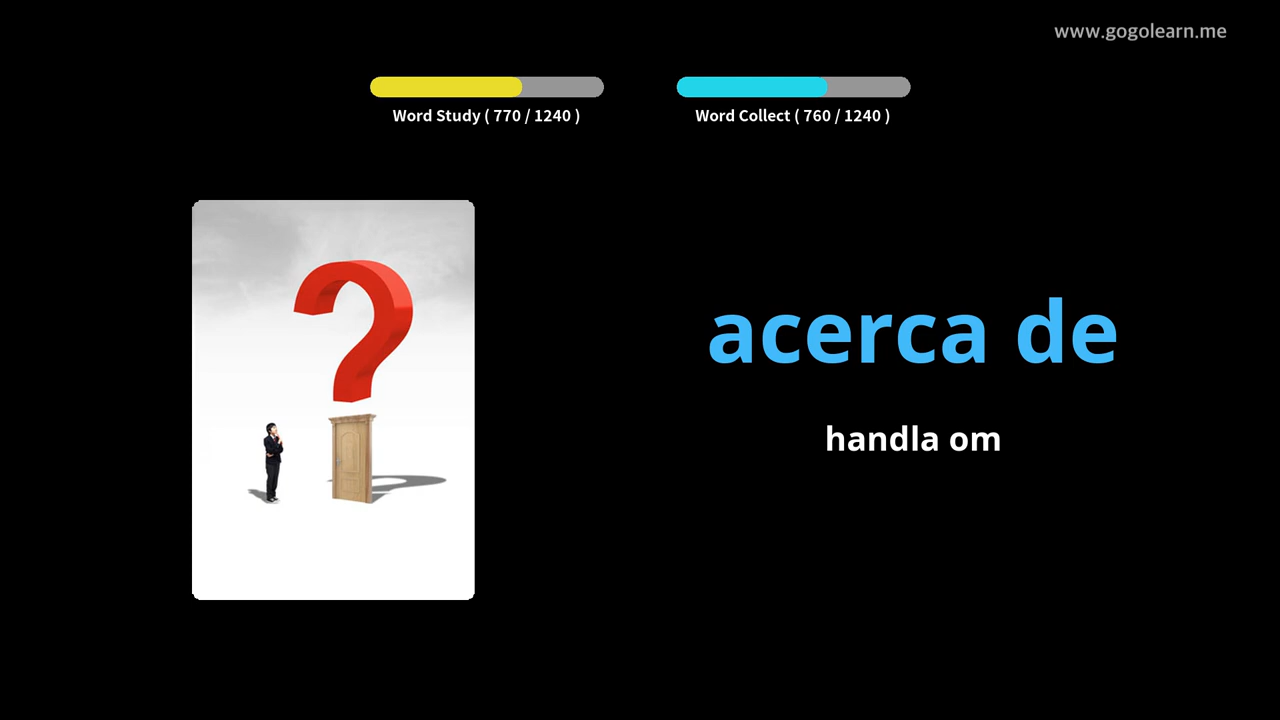 www.gogolearn.me
Word Study ( 770 / 1240 )
Word Collect ( 760 / 1240 )
acerca de
handla om